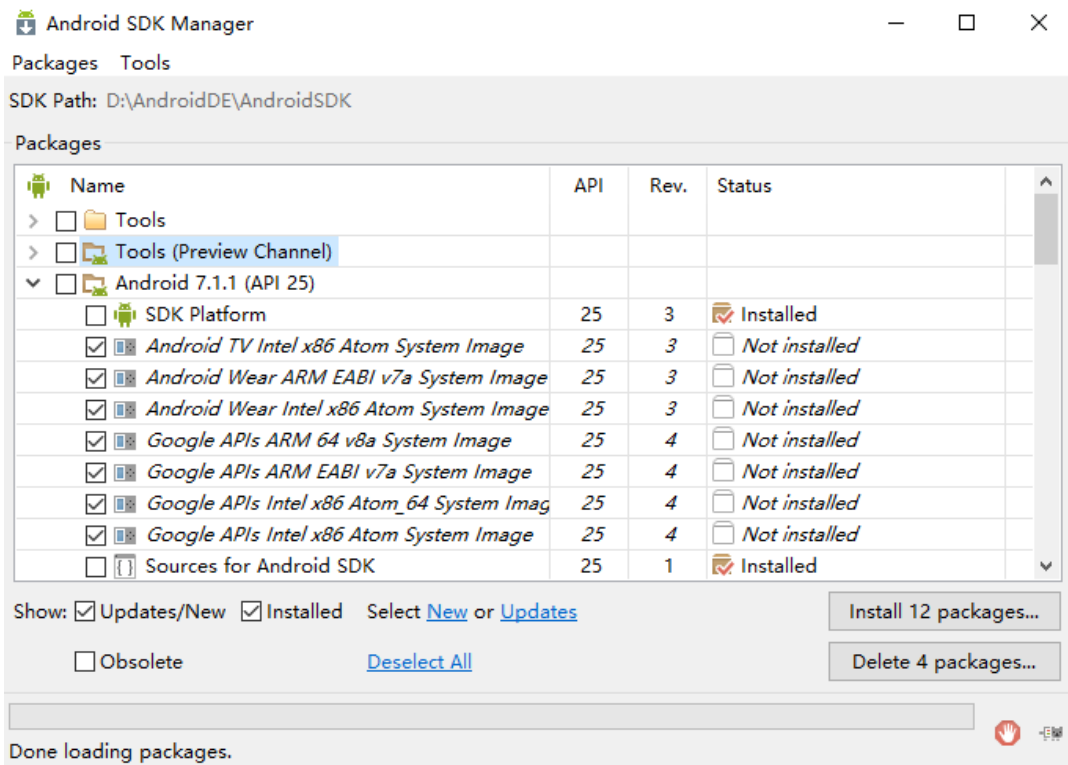 Android SDK Manager
Packages Tools
SDK Path: D:\AndroidDE\AndroidSDK
Packages
Name API Rev. Status
Tools
Tools (Preview Channel)
Android 7.1.1 (API 25)
SDK Platform 25 3 Installed
Android TV Intel x86 Atom System Image 25 3 Not installed
Android Wear ARM EABI v7a System Image 25 3 Not installed
Android Wear Intel x86 Atom System Image 25 3 Not installed
Google APIs ARM 64 v8a System Image 25 4 Not installed
Google APIs ARM EABI v7a System Image 25 4 Not installed
Google APIs Intel x86 Atom_64 System Imag 25 4 Not installed
Google APIs Intel x86 Atom System Image 25 4 Not installed
Sources for Android SDK 25 1 Installed
Show: Updates/New Installed Select New or Updates Install 12 packages...
Obsolete Deselect All Delete 4 packages...
Done loading packages.